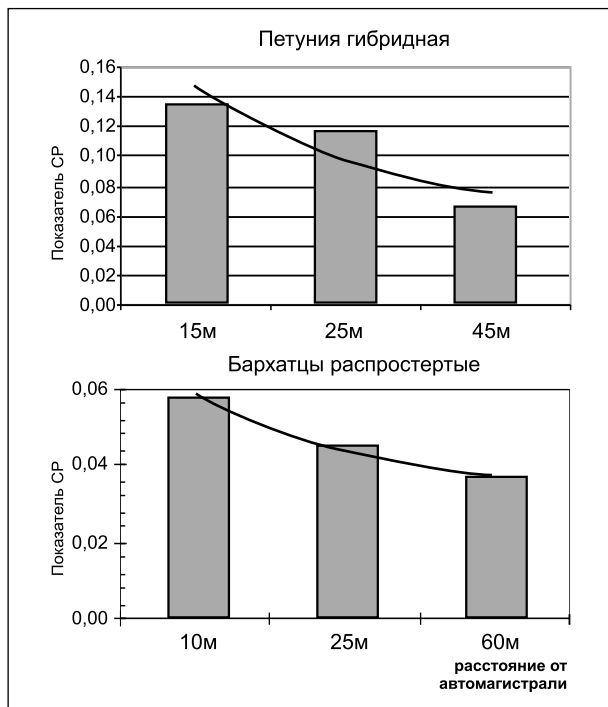 Петуния гибридная
Показатель СР
0,16
0,14
0,12
0,10
0,08
0,06
0,04
0,02
0,00
15м 25м 45м
Бархатцы распростертые
Показатель СР
0,06
0,04
0,02
0,00
10м 25м 60м
расстояние от
автомагистрали